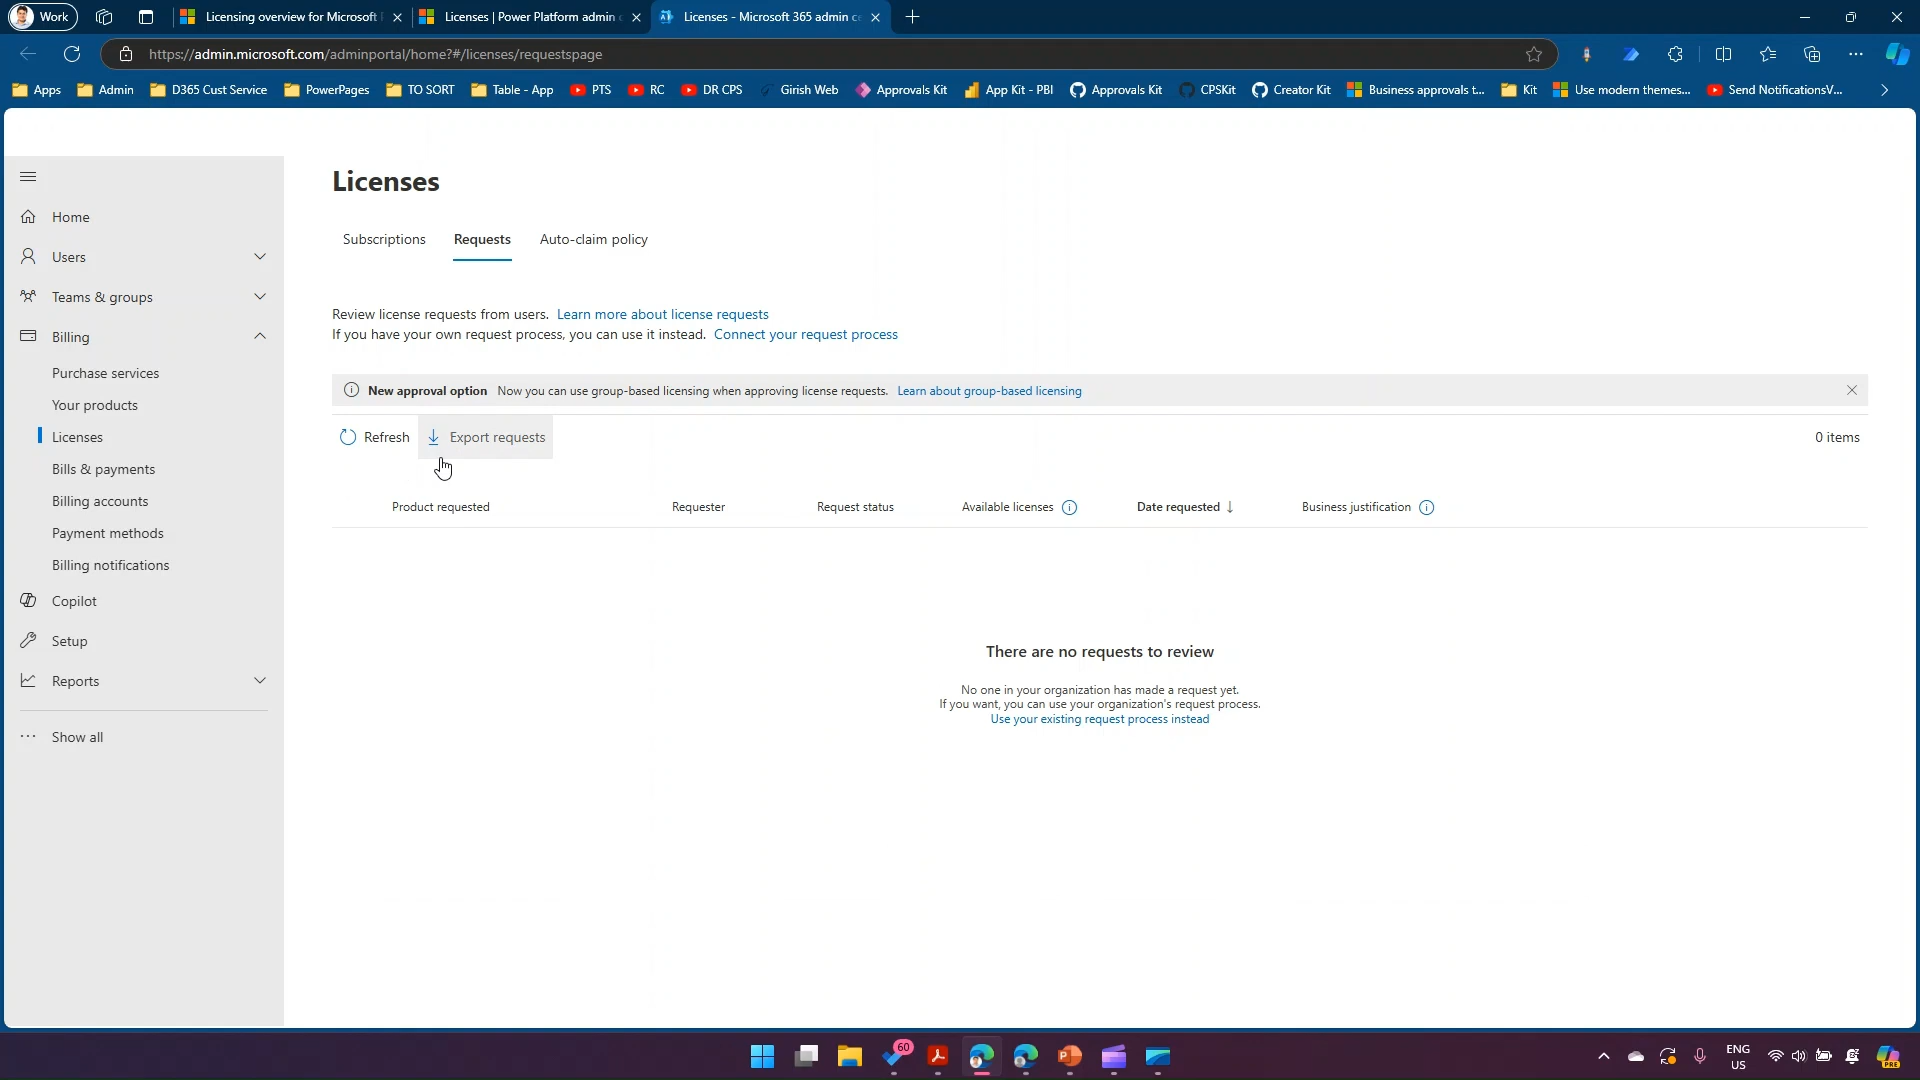 Work
Licensing overview for Microsoft
Licenses | Power Platform admin c
Licenses - Microsoft 365 admin ce
https://admin.microsoft.com/adminportal/home?#/licenses/requestspage
Apps
Admin
D365 Cust Service
PowerPages
TO SORT
Table - App
PTS
RC
DR CPS
Girish Web
Approvals Kit
App Kit - PBI
Approvals Kit
CPSKit
Creator Kit
Business approvals t...
Kit
Use modern themes...
Send NotificationsV...
Home
Users
Teams & groups
Billing
Purchase services
Your products
Licenses
Bills & payments
Billing accounts
Payment methods
Billing notifications
Copilot
Setup
Reports
Show all
Licenses
Subscriptions
Requests
Auto-claim policy
Review license requests from users. Learn more about license requests
If you have your own request process, you can use it instead. Connect your request process
New approval option Now you can use group-based licensing when approving license requests. Learn about group-based licensing
Refresh
Export requests
0 items
Product requested
Requester
Request status
Available licenses
Date requested ↓
Business justification
There are no requests to review
No one in your organization has made a request yet.
If you want, you can use your organization's request process.
Use your existing request process instead
60
ENG
US
PRE